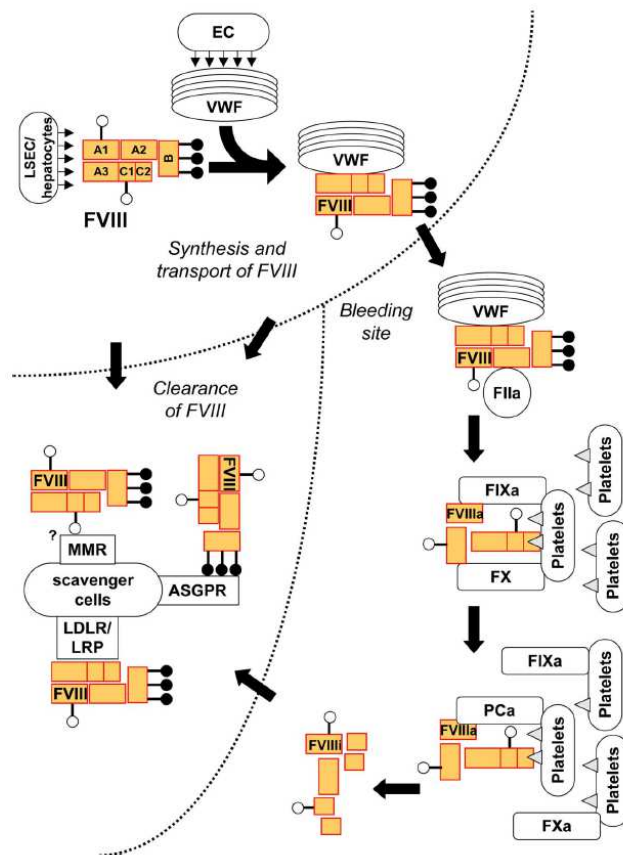 EC
VWF
LSEC/
hepatocytes
A1
A2
B
A3
C1
C2
FVIII
VWF
FVIII
Synthesis and
transport of FVIII
Bleeding
site
VWF
FVIII
FIIa
Clearance
of FVIII
FVIII
FVIII
?
MMR
scavenger
cells
ASGPR
LDLR/
LRP
FVIII
FIXa
FVIIIa
FX
Platelets
Platelets
Platelets
FIXa
Platelets
PCa
FVIIIa
Platelets
Platelets
FXa
FVIIIi